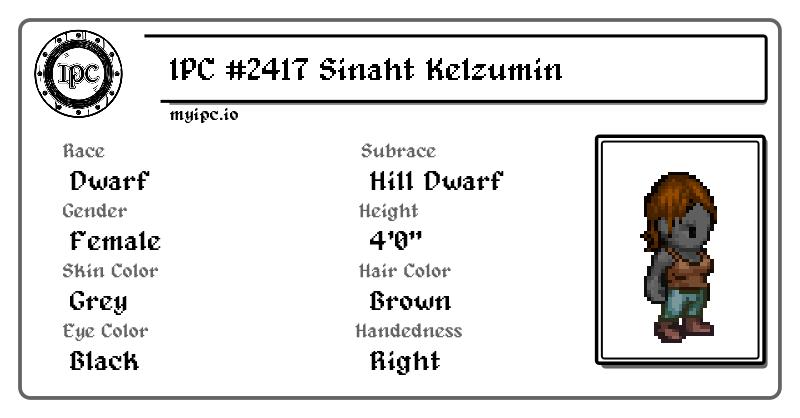 IPC
IPC #2417 Sinaht Kelzumin
myipc.io
Race
Subrace
Dwarf
Hill Dwarf
Gender
Height
Female
4'0"
Skin Color
Hair Color
Grey
Brown
Eye Color
Handedness
Black
Right